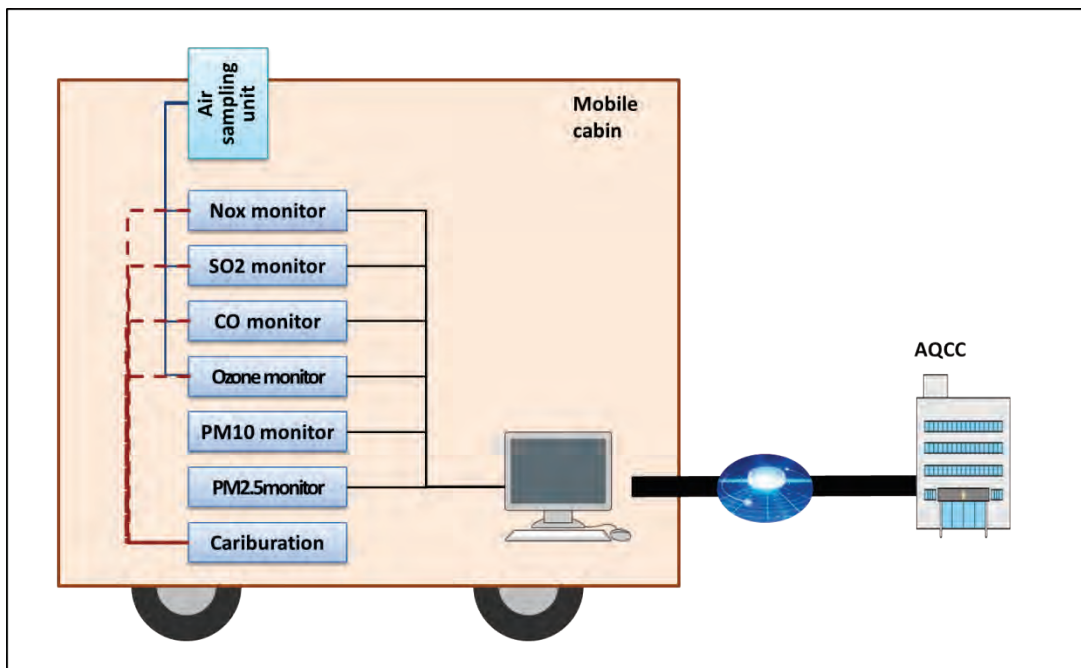 Air
sampling
unit
Mobile
cabin
Nox monitor
SO2 monitor
CO monitor
Ozone monitor
PM10 monitor
PM2.5monitor
Cariburation
AQCC